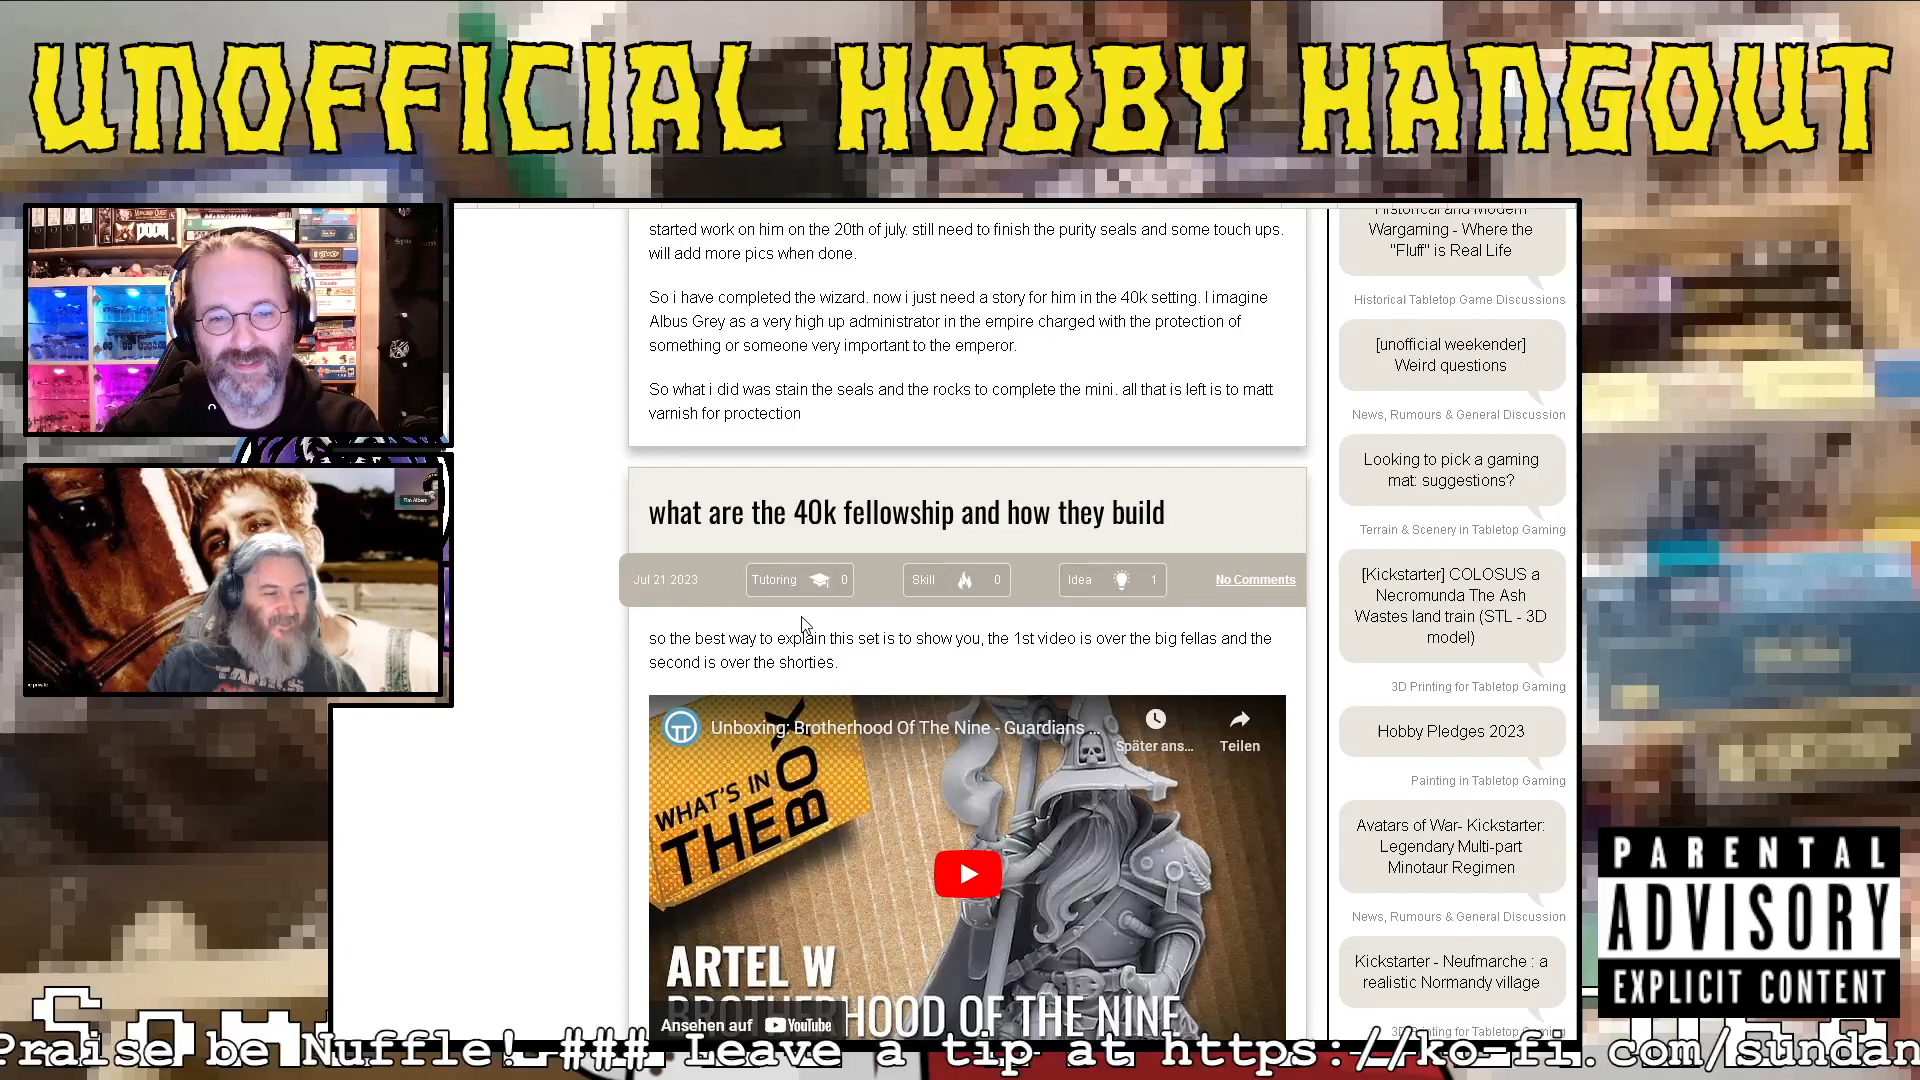 UNOFFICIAL HOBBY HANGOUT
DOOM
Tim Albers
started work on him on the 20th of july. still need to finish the purity seals and some touch ups.
will add more pics when done.
So i have completed the wizard. now i just need a story for him in the 40k setting. I imagine
Albus Grey as a very high up administrator in the empire charged with the protection of
something or someone very important to the emperor.
So what i did was stain the seals and the rocks to complete the mini. all that is left is to matt
varnish for proctection
what are the 40k fellowship and how they build
Jul 21 2023
Tutoring 0
Skill 0
Idea 1
No Comments
so the best way to explain this set is to show you, the 1st video is over the big fellas and the
second is over the shorties.
Unboxing: Brotherhood Of The Nine - Guardians ...
Später ans...
Teilen
WHAT'S IN
THE BOX
ARTEL W
BROTHERHOOD OF THE NINE
Ansehen auf YouTube
Historical and Modern
Wargaming - Where the
"Fluff" is Real Life
Historical Tabletop Game Discussions
[unofficial weekender]
Weird questions
News, Rumours & General Discussion
Looking to pick a gaming
mat: suggestions?
Terrain & Scenery in Tabletop Gaming
[Kickstarter] COLOSUS a
Necromunda The Ash
Wastes land train (STL - 3D
model)
3D Printing for Tabletop Gaming
Hobby Pledges 2023
Painting in Tabletop Gaming
Avatars of War- Kickstarter:
Legendary Multi-part
Minotaur Regimen
News, Rumours & General Discussion
Kickstarter - Neufmarche : a
realistic Normandy village
3D Printing for Tabletop Gaming
PARENTAL
ADVISORY
EXPLICIT CONTENT
Praise be Nuffle! ### Leave a tip at https://ko-fi.com/sundan